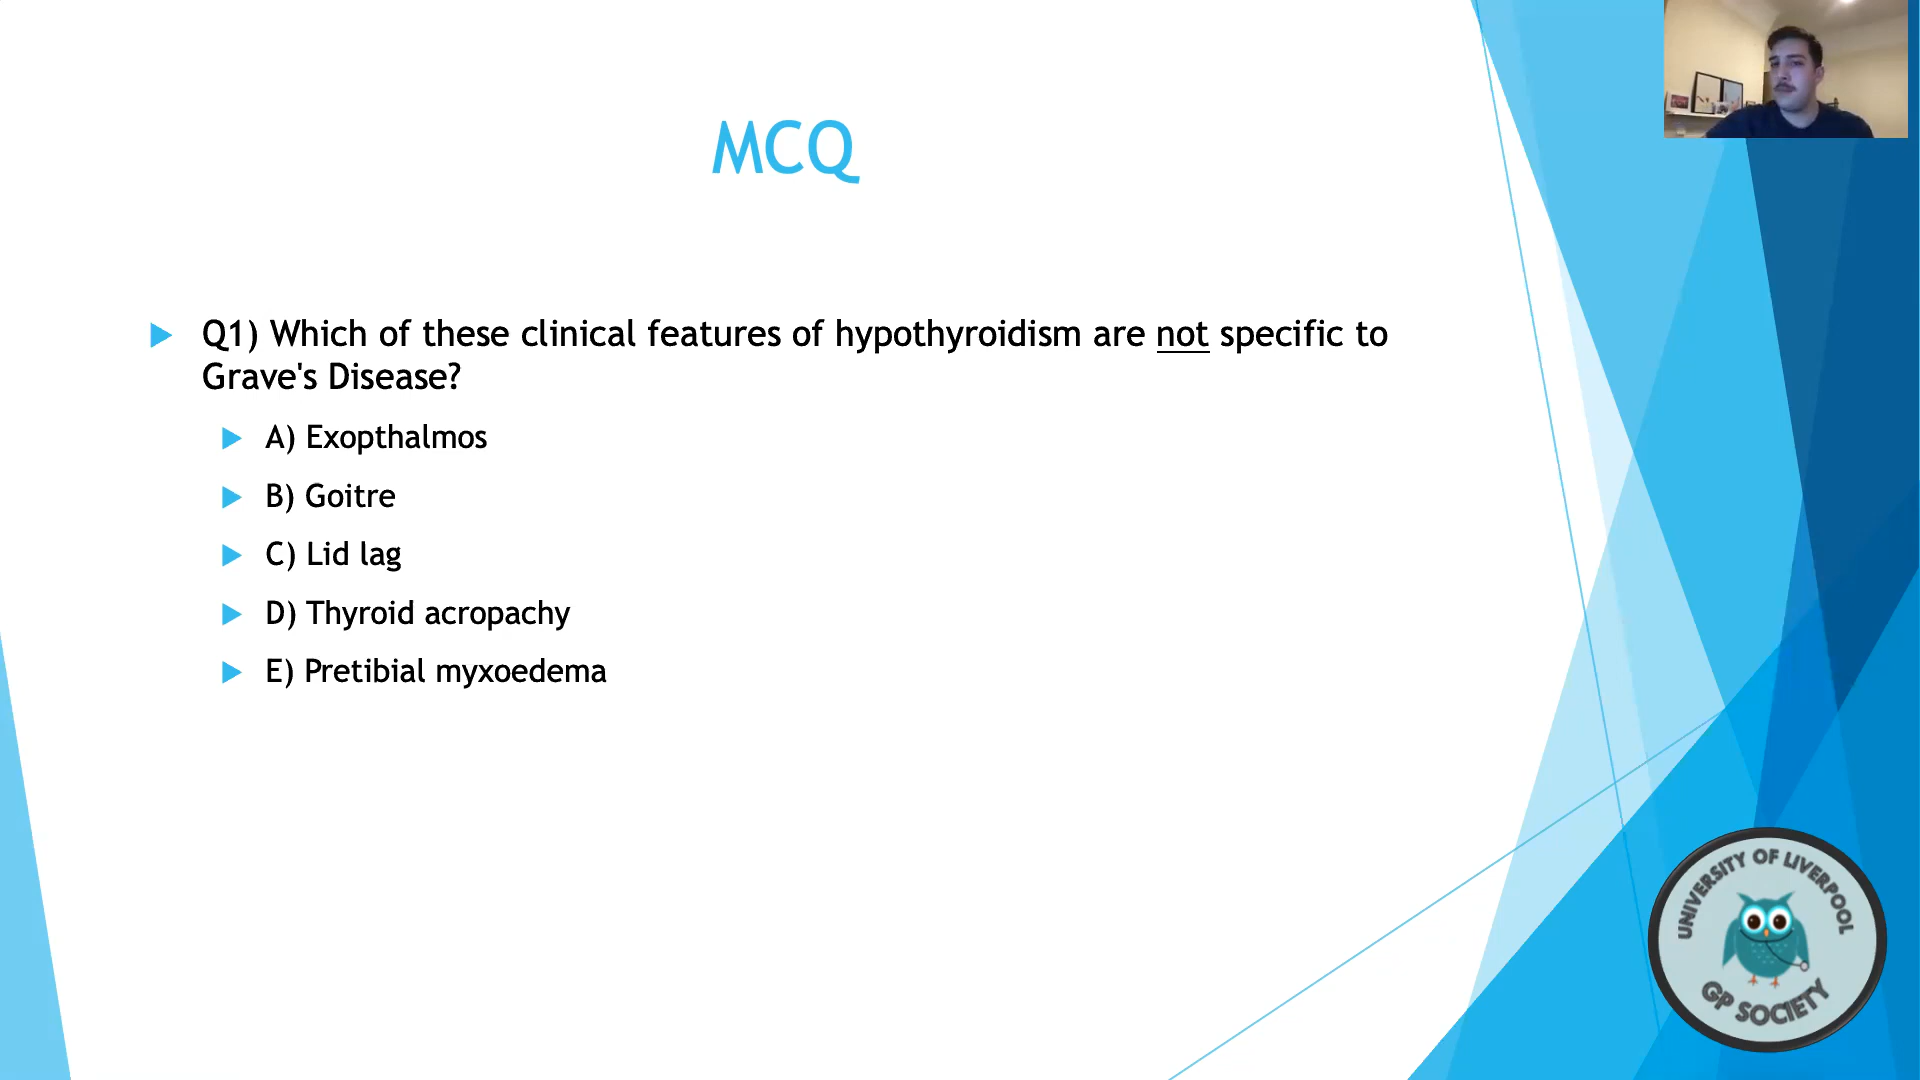 MCQ
Q1) Which of these clinical features of hypothyroidism are not specific to
Grave's Disease?
A) Exopthalmos
B) Goitre
C) Lid lag
D) Thyroid acropachy
E) Pretibial myxoedema
UNIVERSITY OF LIVERPOOL
GP SOCIETY